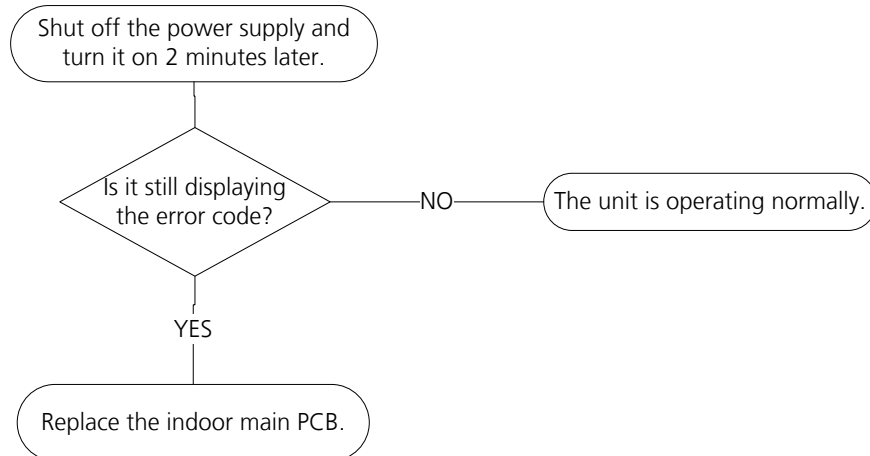 Shut off the power supply and
turn it on 2 minutes later.
Is it still displaying
the error code?
NO
The unit is operating normally.
YES
Replace the indoor main PCB.